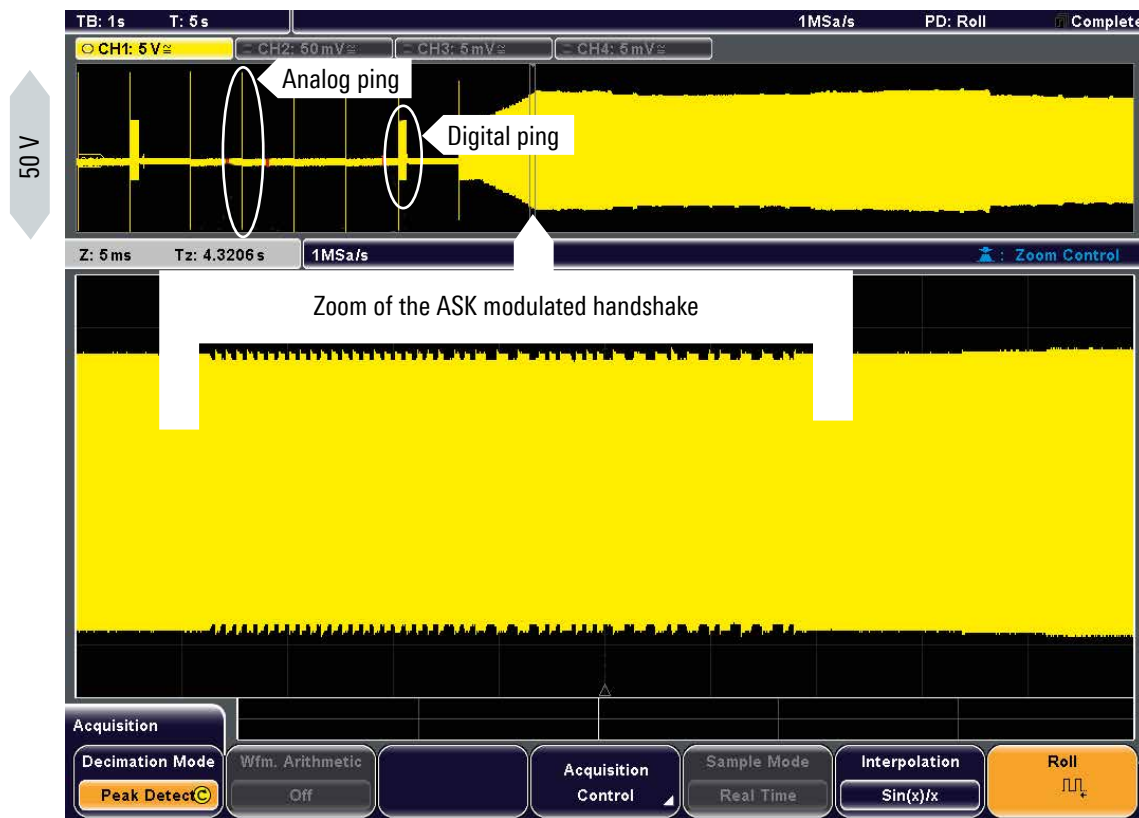 TB: 1s T: 5 s 1MSa/s PD: Roll Complete
CH1: 5 V≅ CH2: 50 mV≅ CH3: 5 mV≅ CH4: 5 mV≅
Analog ping
Digital ping
50 V
Z: 5 ms Tz: 4.3206 s 1MSa/s : Zoom Control
Zoom of the ASK modulated handshake
Acquisition
Decimation Mode
Peak Detect C
Wfm. Arithmetic
Off
Acquisition
Control
Sample Mode
Real Time
Interpolation
Sin(x)/x
Roll